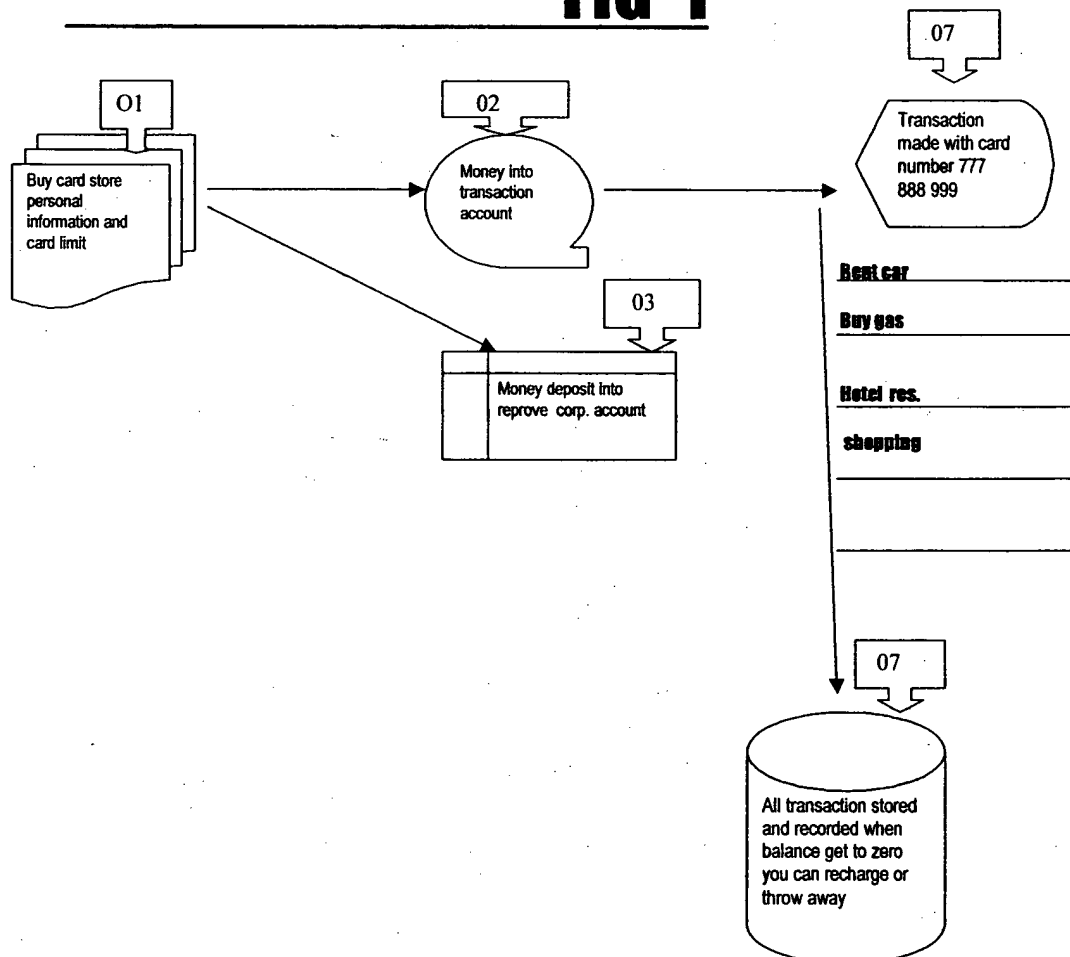 07
O1
02
Transaction
made with card
number 777
888 999
Buy card store
personal
information and
card limit
Money into
transaction
account
Rent car
03
Buy gas
Money deposit into
reprove corp. account
Hotel res.
shopping
07
All transaction stored
and recorded when
balance get to zero
you can recharge or
throw away